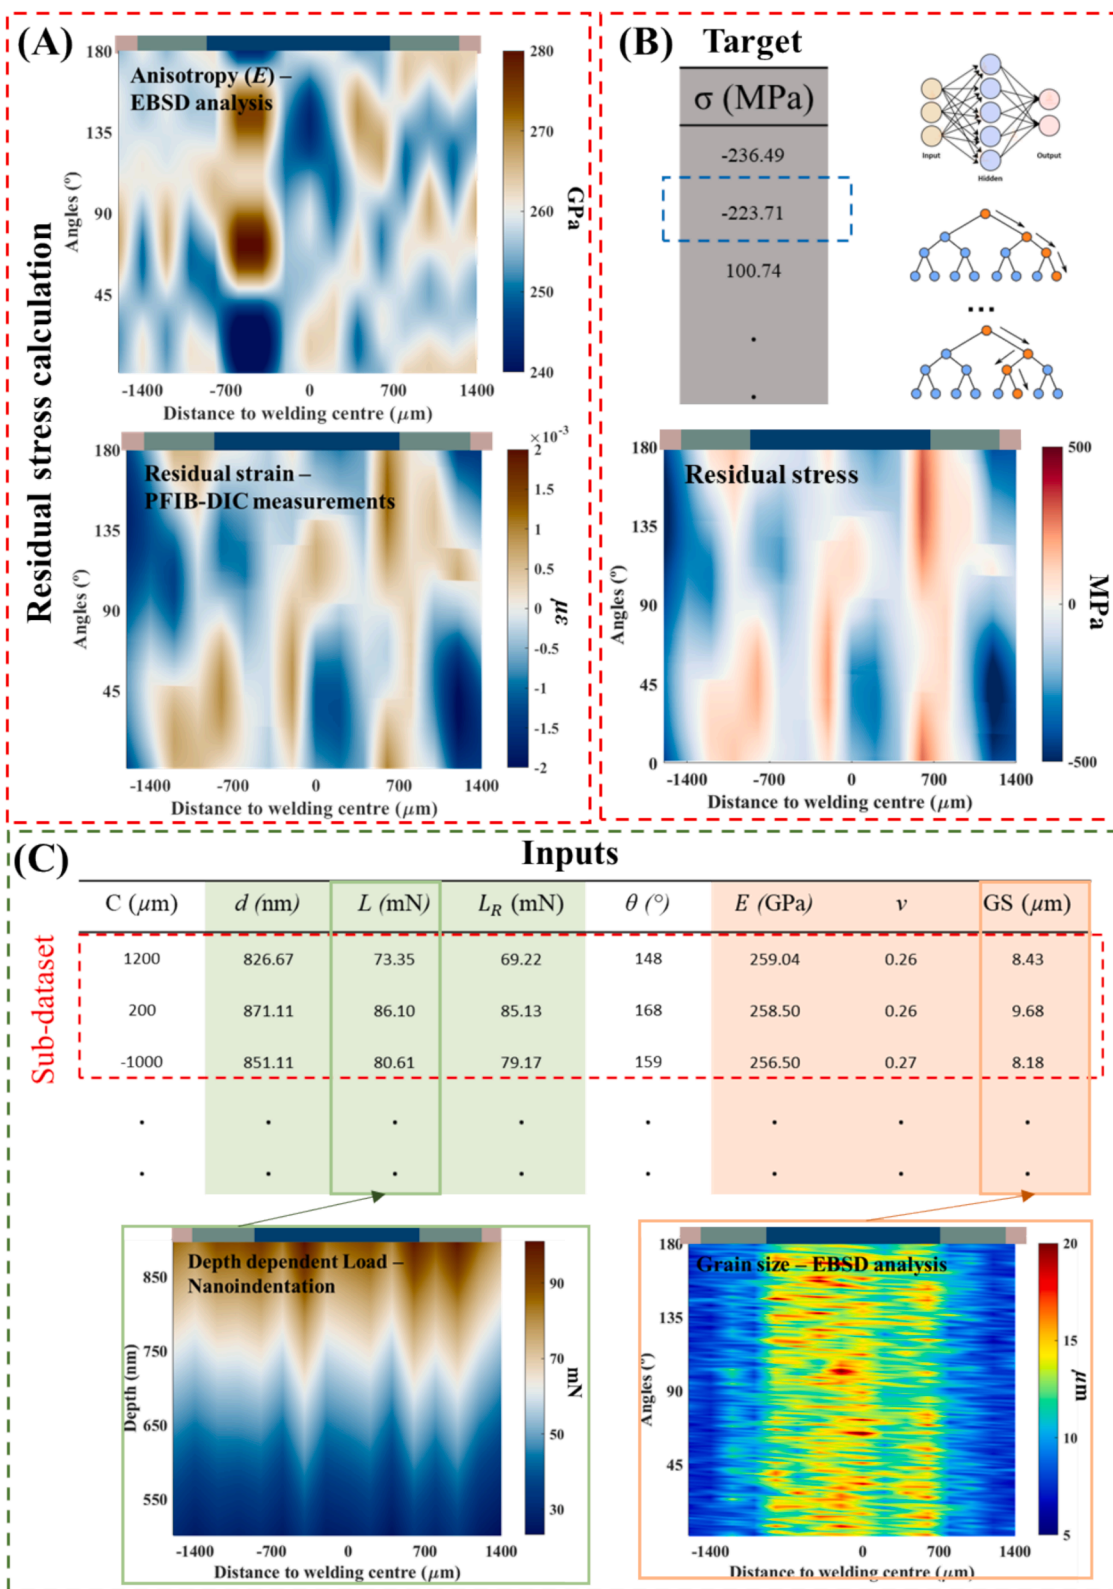 (A)
Residual stress calculation
Anisotropy (E) –
EBSD analysis
180
135
90
45
Angles (°)
-1400 -700 0 700 1400
Distance to welding centre (μm)
280
270
260
250
240
GPa
Residual strain –
PFIB-DIC measurements
180
135
90
45
Angles (°)
-1400 -700 0 700 1400
Distance to welding centre (μm)
×10⁻³
2
1.5
1
0.5
0
-0.5
-1
-1.5
-2
με
(B)
Target
σ (MPa)
-236.49
-223.71
100.74
.
.
Input
Hidden
Output
...
Residual stress
180
135
90
45
0
Angles (°)
-1400 -700 0 700 1400
Distance to welding centre (μm)
500
0
-500
MPa
(C)
Inputs
Sub-dataset
C (μm) d (nm) L (mN) L_R (mN) θ (°) E (GPa) ν GS (μm)
1200 826.67 73.35 69.22 148 259.04 0.26 8.43
200 871.11 86.10 85.13 168 258.50 0.26 9.68
-1000 851.11 80.61 79.17 159 256.50 0.27 8.18
. . . . . . . .
. . . . . . . .
Depth dependent Load –
Nanoindentation
850
750
650
550
Depth (nm)
-1400 -700 0 700 1400
Distance to welding centre (μm)
90
70
50
30
mN
Grain size – EBSD analysis
180
135
90
45
Angles (°)
-1400 -700 0 700 1400
Distance to welding centre (μm)
20
15
10
5
μm